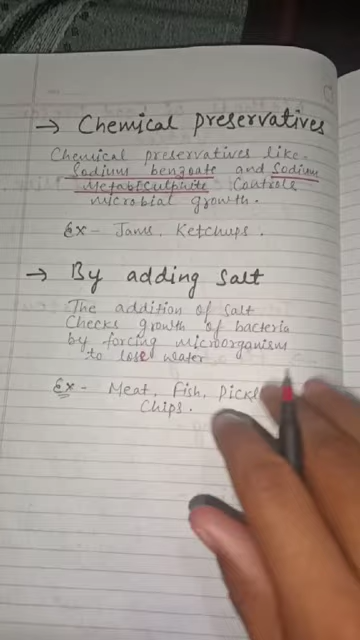 → Chemical preservatives
Chemical preservatives like-
Sodium benzoate and Sodium
Metabisulphite Controls
microbial growth.
Ex- Jams, Ketchups.
→ By adding Salt
The addition of salt
Checks growth of bacteria
by forcing microorganisms
to lose water
Ex- Meat, Fish,
Chips.